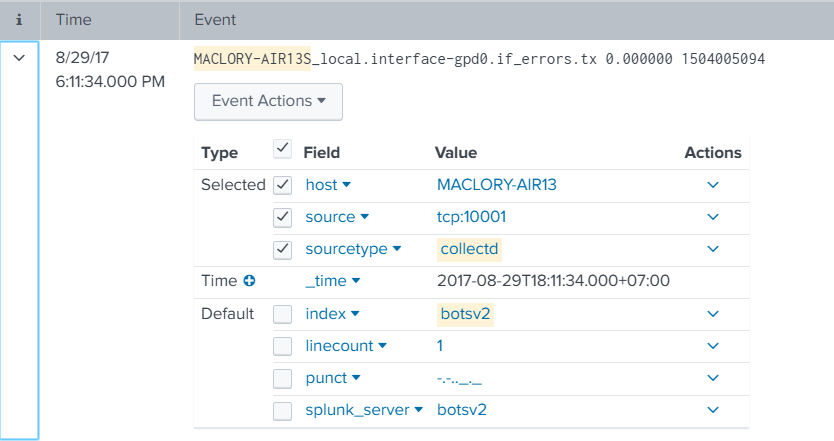 i Time Event
8/29/17 MACLORY-AIR13S_local.interface-gpd0.if_errors.tx 0.000000 1504005094
6:11:34.000 PM
Event Actions
Type Field Value Actions
Selected host MACLORY-AIR13
source tcp:10001
sourcetype collectd
Time _time 2017-08-29T18:11:34.000+07:00
Default index botsv2
linecount 1
punct -.-.._._
splunk_server botsv2